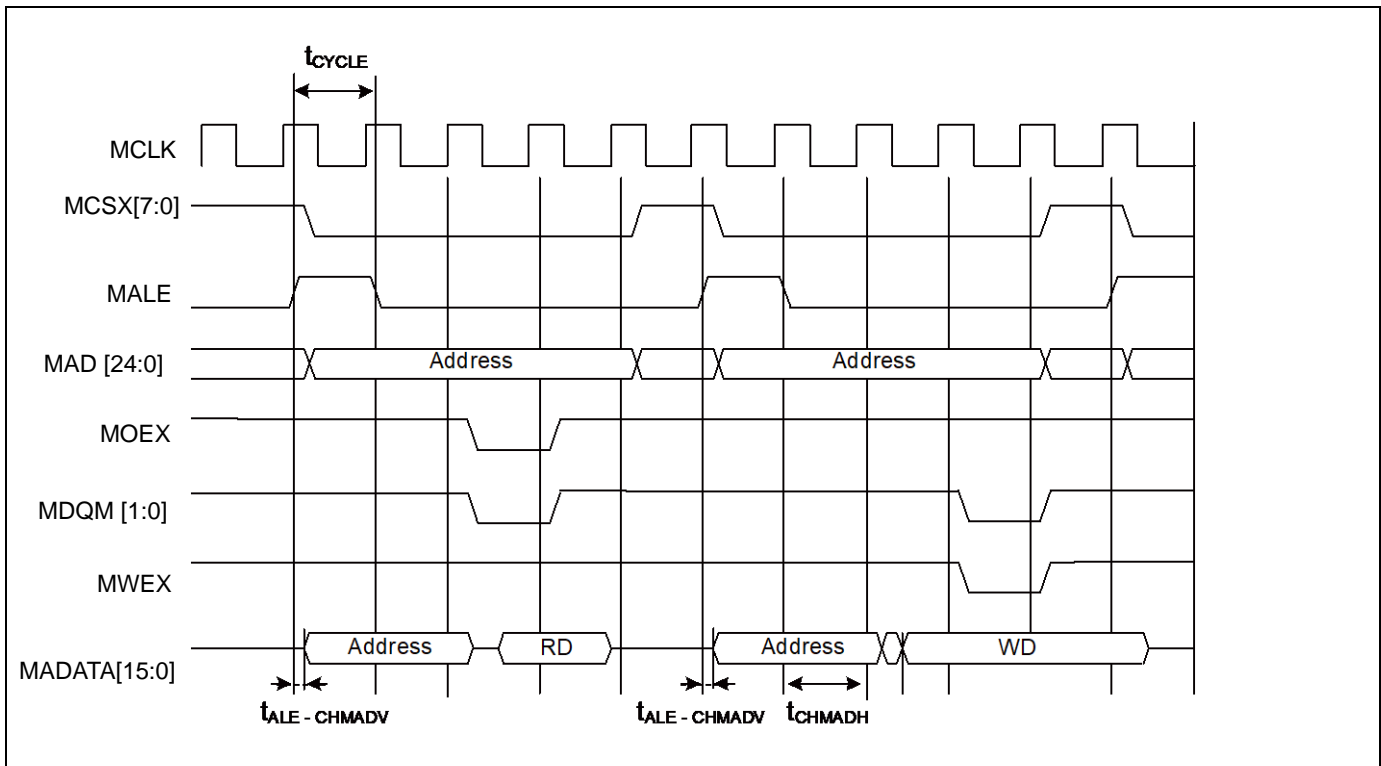 tCYCLE
MCLK
MCSX[7:0]
MALE
MAD [24:0] Address Address
MOEX
MDQM [1:0]
MWEX
MADATA[15:0] Address RD Address WD
tALE - CHMADV tALE - CHMADV tCHMADH